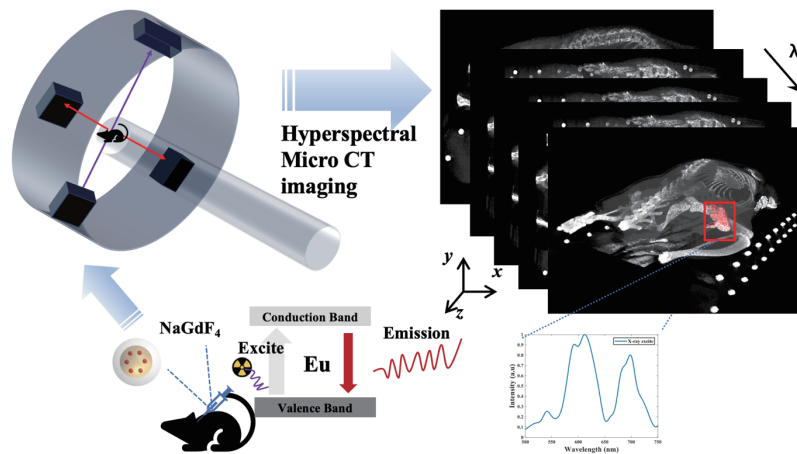 Hyperspectral
Micro CT
imaging
λ
y
x
z
NaGdF4
Conduction Band
Excite
Eu
Emission
Valence Band
X-ray excite
Intensity (a.u)
1
0.9
0.8
0.7
0.6
0.5
0.4
0.3
0.2
0.1
0
500
550
600
650
700
750
Wavelength (nm)